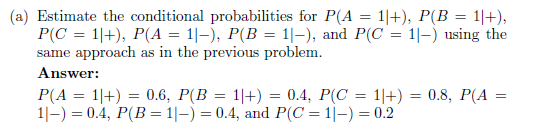 (a) Estimate the conditional probabilities for P(A = 1|+), P(B = 1|+),
P(C = 1|+), P(A = 1|−), P(B = 1|−), and P(C = 1|−) using the
same approach as in the previous problem.
Answer:
P(A = 1|+) = 0.6, P(B = 1|+) = 0.4, P(C = 1|+) = 0.8, P(A =
1|−) = 0.4, P(B = 1|−) = 0.4, and P(C = 1|−) = 0.2